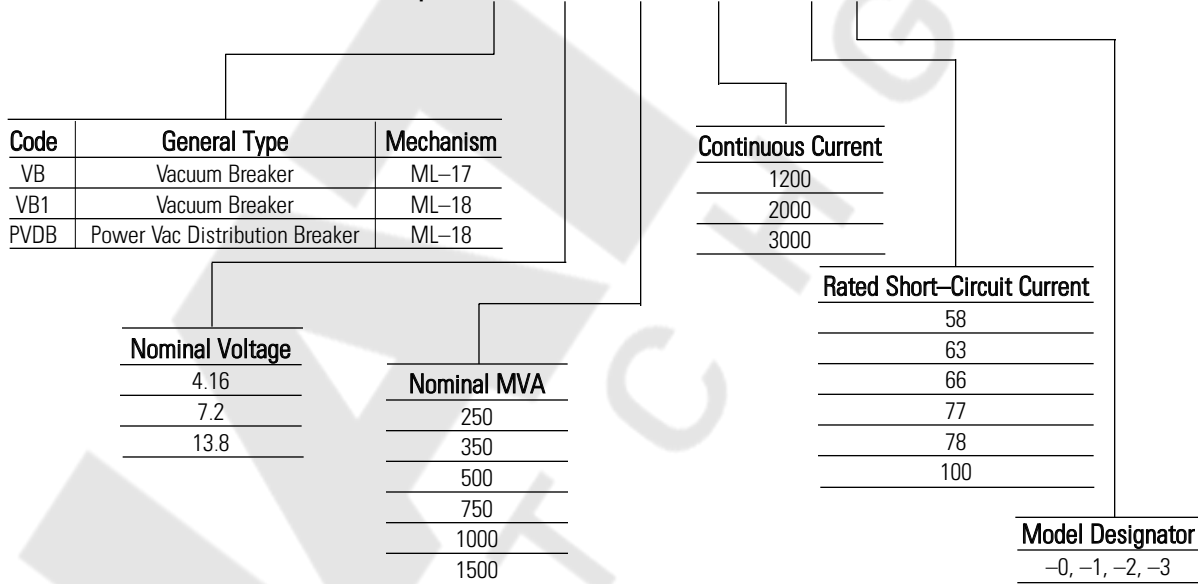 Code General Type Mechanism
VB Vacuum Breaker ML–17
VB1 Vacuum Breaker ML–18
PVDB Power Vac Distribution Breaker ML–18
Continuous Current
1200
2000
3000
Rated Short–Circuit Current
58
63
66
77
78
100
Nominal Voltage
4.16
7.2
13.8
Nominal MVA
250
350
500
750
1000
1500
Model Designator
–0, –1, –2, –3
T C H G